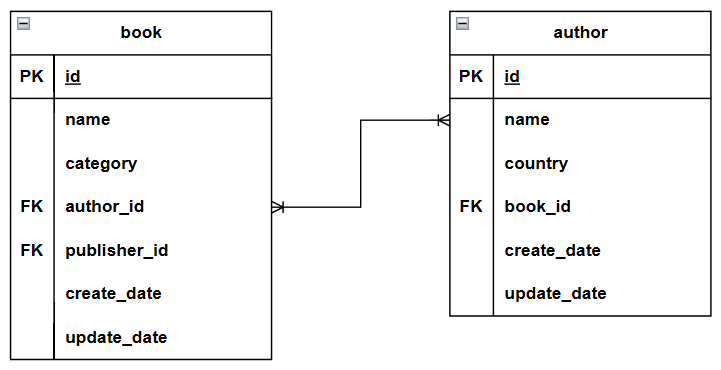 book
PK id
name
category
FK author_id
FK publisher_id
create_date
update_date
author
PK id
name
country
FK book_id
create_date
update_date